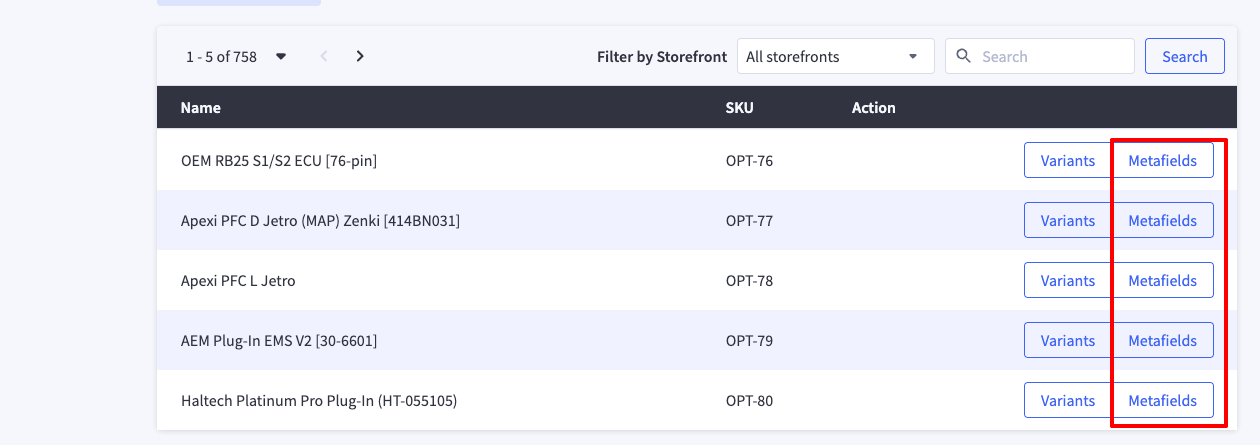 1 - 5 of 758 Filter by Storefront All storefronts Search Search
Name SKU Action
OEM RB25 S1/S2 ECU [76-pin] OPT-76 Variants Metafields
Apexi PFC D Jetro (MAP) Zenki [414BN031] OPT-77 Variants Metafields
Apexi PFC L Jetro OPT-78 Variants Metafields
AEM Plug-In EMS V2 [30-6601] OPT-79 Variants Metafields
Haltech Platinum Pro Plug-In (HT-055105) OPT-80 Variants Metafields